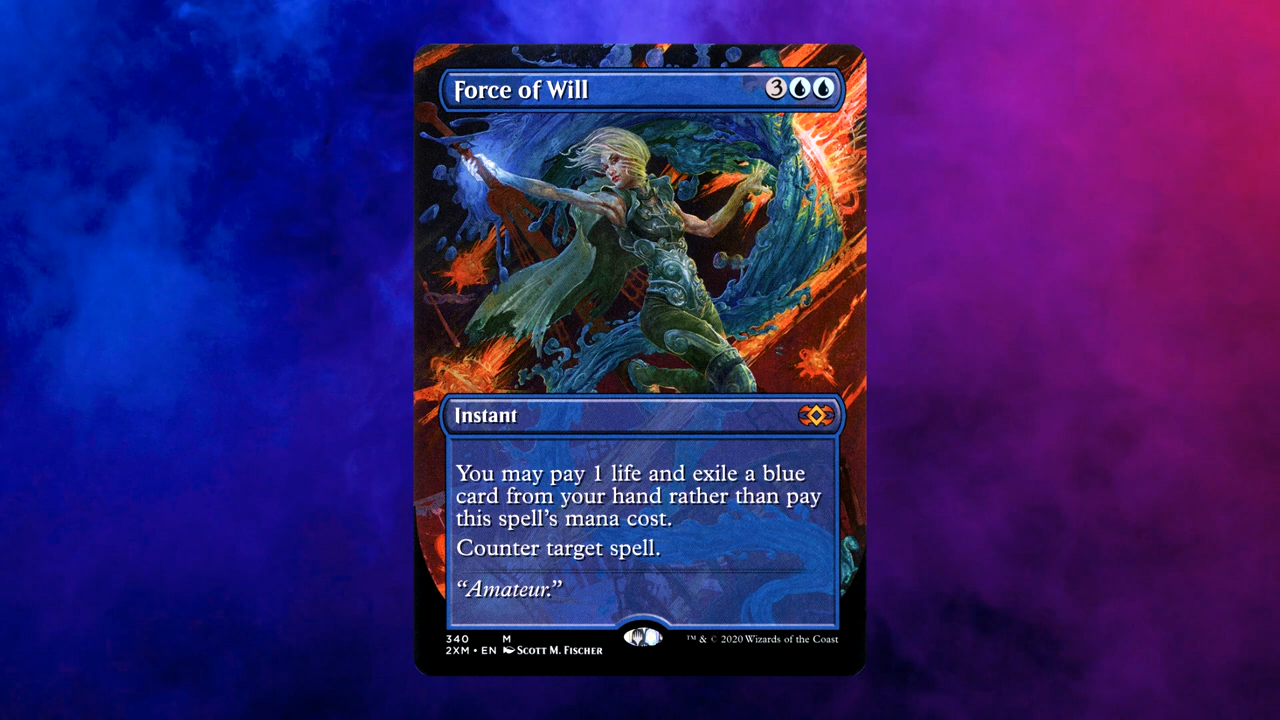 Force of Will 3
Instant
You may pay 1 life and exile a blue
card from your hand rather than pay
this spell’s mana cost.
Counter target spell.
“Amateur.”
340 M
2XM • EN Scott M. Fischer
™ & © 2020 Wizards of the Coast